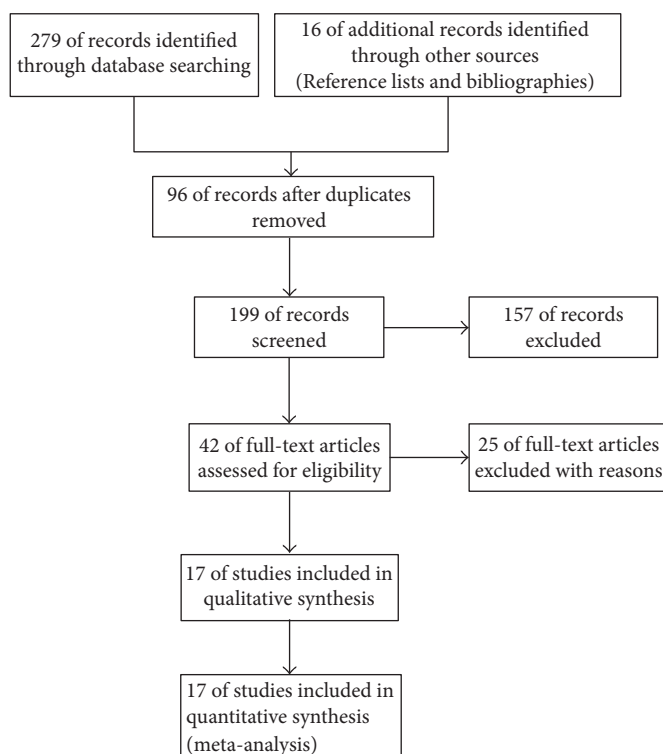 279 of records identified
through database searching
16 of additional records identified
through other sources
(Reference lists and bibliographies)
96 of records after duplicates
removed
199 of records
screened
157 of records
excluded
42 of full-text articles
assessed for eligibility
25 of full-text articles
excluded with reasons
17 of studies included in
qualitative synthesis
17 of studies included in
quantitative synthesis
(meta-analysis)